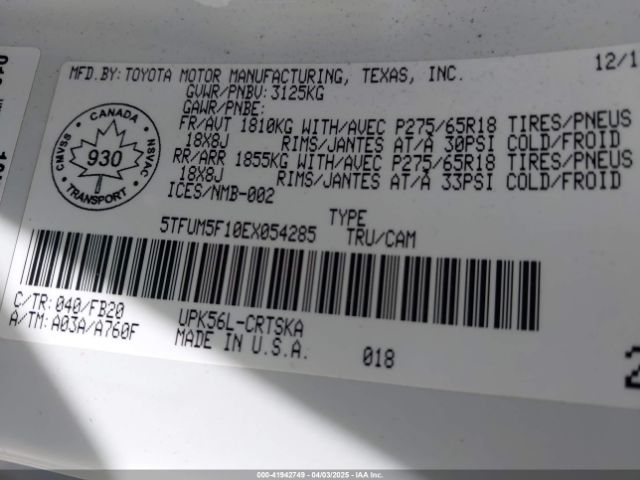 MFD.BY: TOYOTA MOTOR MANUFACTURING, TEXAS, INC. 12/1
GVWR/PNBV: 3125KG
GAWR/PNBE:
FR/AVT 1810KG WITH/AVEC P275/65R18 TIRES/PNEUS
18X8J RIMS/JANTES AT/A 30PSI COLD/FROID
RR/ARR 1855KG WITH/AVEC P275/65R18 TIRES/PNEUS
18X8J RIMS/JANTES AT/À 33PSI COLD/FROID
ICES/NMB-002
CANADA
CMVSS 930 NSVAC
TRANSPORT
5TFUM5F10EX054285 TYPE
TRU/CAM
C/TR: 040/FB20
A/TM: A03A/A760F
UPK56L-CRTSKA
MADE IN U.S.A. 018
000-41942749 - 04/03/2025 - IAA Inc.